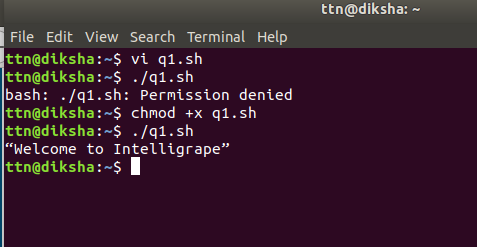 ttn@diksha: ~
File Edit View Search Terminal Help
ttn@diksha:~$ vi q1.sh
ttn@diksha:~$ ./q1.sh
bash: ./q1.sh: Permission denied
ttn@diksha:~$ chmod +x q1.sh
ttn@diksha:~$ ./q1.sh
“Welcome to Intelligrape”
ttn@diksha:~$